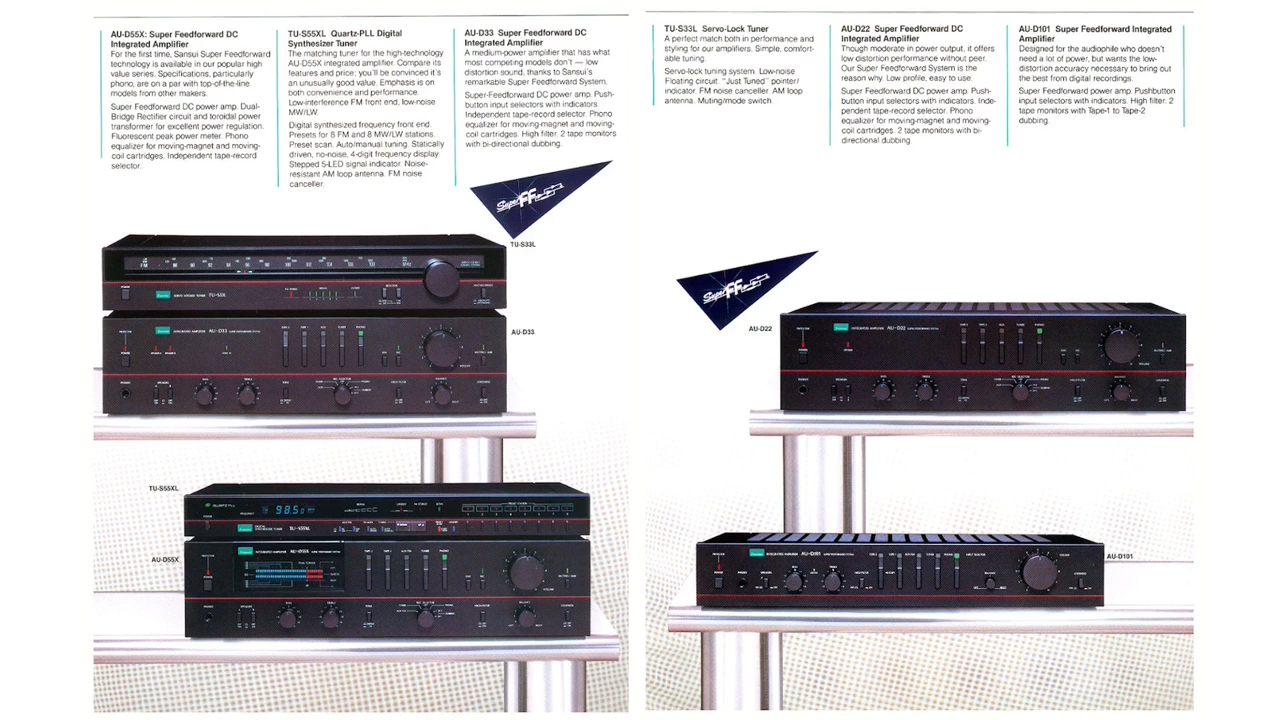 AU-D55X: Super Feedforward DC
Integrated Amplifier
For the first time, Sansui Super Feedforward
technology is available in our popular high
value series. Specifications, particularly
phono, are on a par with top-of-the-line
models from other makers.
Super Feedforward DC power amp. Dual-
Bridge Rectifier circuit and toroidal power
transformer for excellent power regulation.
Fluorescent peak power meter. Phono
equalizer for moving-magnet and moving-
coil cartridges. Independent tape-record
selector.
TU-S55XL Quartz-PLL Digital
Synthesizer Tuner
The matching tuner for the high-technology
AU-D55X integrated amplifier. Compare its
features and price; you'll be convinced it's
an unusually good value. Emphasis is on
both convenience and performance.
Low-interference FM front end, low-noise
MW/LW.
Digital synthesized frequency front end.
Presets for 8 FM and 8 MW/LW stations.
Preset scan. Auto/manual tuning. Statically
driven, no-noise, 4-digit frequency display.
Stepped 5-LED signal indicator. Noise-
resistant AM loop antenna. FM noise
canceller.
AU-D33 Super Feedforward DC
Integrated Amplifier
A medium-power amplifier that has what
most competing models don't — low
distortion sound, thanks to Sansui's
remarkable Super Feedforward System.
Super-Feedforward DC power amp. Push-
button input selectors with indicators.
Independent tape-record selector. Phono
equalizer for moving-magnet and moving-
coil cartridges. High filter. 2 tape monitors
with bi-directional dubbing.
Super FF
TU-S33L
AU-D33
TU-S55XL
98.50
AU-D55X
TU-S33L Servo-Lock Tuner
A perfect match both in performance and
styling for our amplifiers. Simple, comfort-
able tuning.
Servo-lock tuning system. Low-noise
Floating circuit. "Just Tuned" pointer/
indicator. FM noise canceller. AM loop
antenna. Muting/mode switch.
AU-D22 Super Feedforward DC
Integrated Amplifier
Though moderate in power output, it offers
low distortion performance without peer.
Our Super Feedforward System is the
reason why. Low profile, easy to use.
Super Feedforward DC power amp. Push-
button input selectors with indicators. Inde-
pendent tape-record selector. Phono
equalizer for moving-magnet and moving-
coil cartridges. 2 tape monitors with bi-
directional dubbing.
AU-D101 Super Feedforward Integrated
Amplifier
Designed for the audiophile who doesn't
need a lot of power, but wants the low-
distortion accuracy necessary to bring out
the best from digital recordings.
Super Feedforward power amp. Pushbutton
input selectors with indicators. High filter. 2
tape monitors with Tape-1 to Tape-2
dubbing.
Super FF
AU-D22
AU-D101